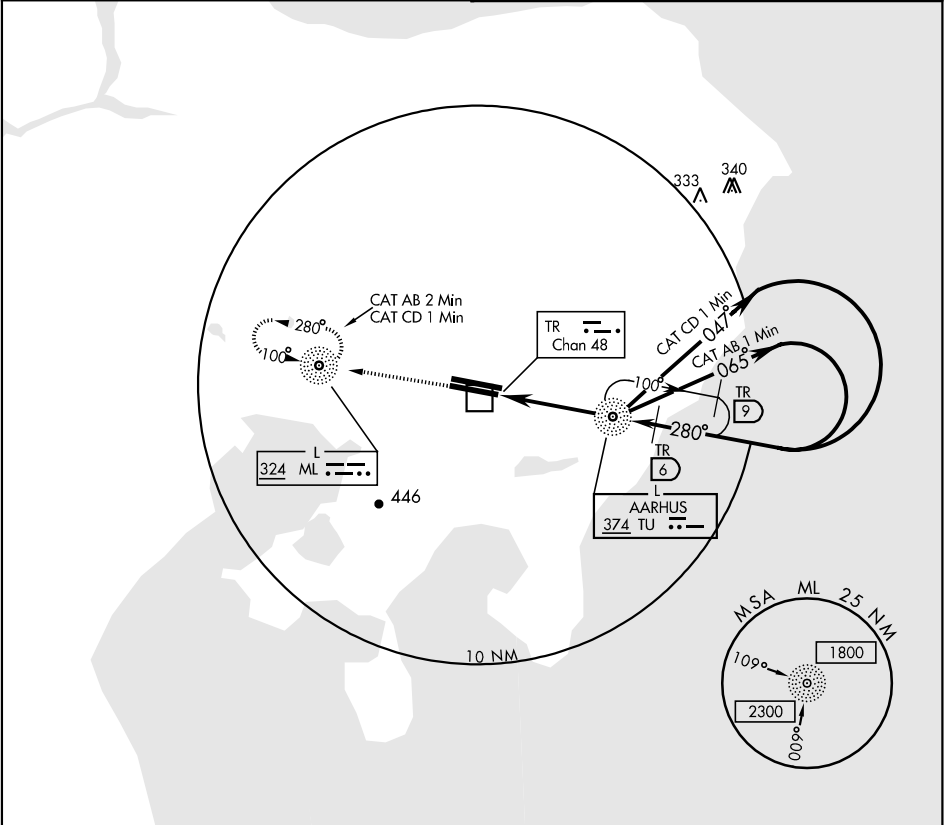 333
340
CAT AB 2 Min
CAT CD 1 Min
280°
100°
TR
Chan 48
CAT CD 1 Min
047°
CAT AB 1 Min
065°
100°
TR
9
280°
TR
6
L
324 ML
446
L
AARHUS
374 TU
10 NM
MSA ML 25 NM
109°
1800
2300
009°